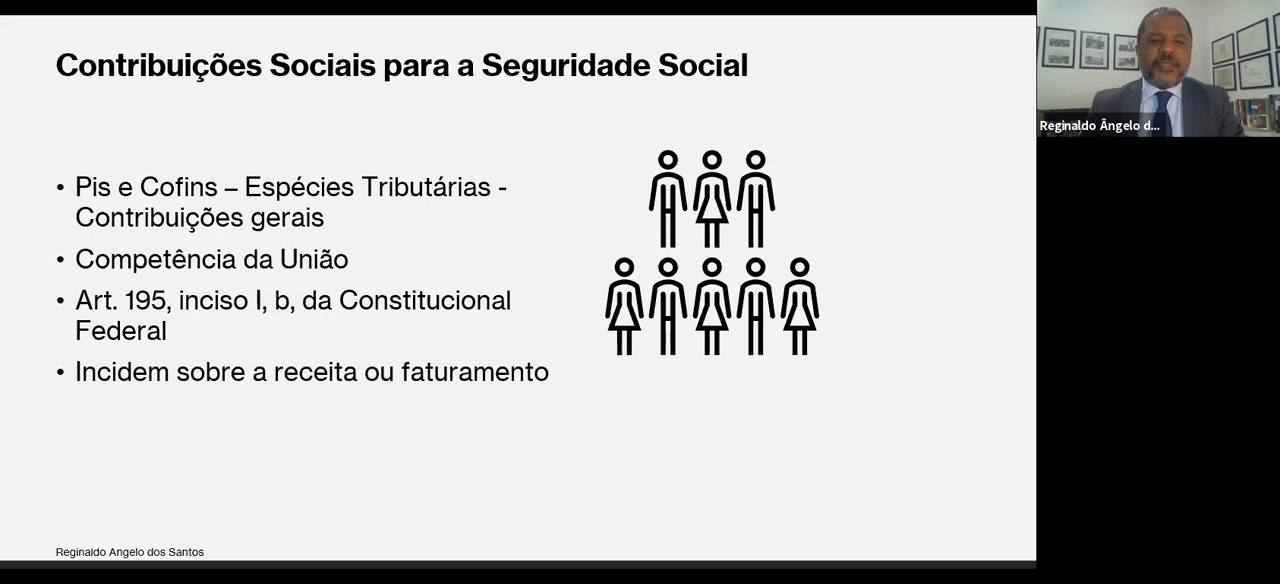 Contribuições Sociais para a Seguridade Social
• Pis e Cofins – Espécies Tributárias -
Contribuições gerais
• Competência da União
• Art. 195, inciso I, b, da Constitucional
Federal
• Incidem sobre a receita ou faturamento
Reginaldo Angelo dos Santos
Reginaldo Ângelo d...